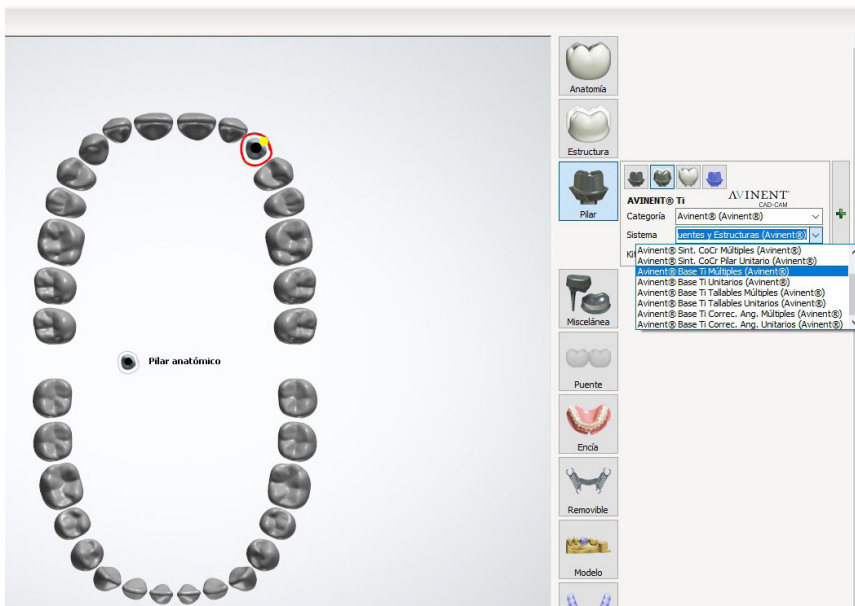 Anatomía
Estructura
Pilar
AVINENT® Ti
AVINENT®
CAD-CAM
Categoría
Avinent® (Avinent®)
Sistema
uentes y Estructuras (Avinent®)
Avinent® Sint. CoCr Múltiples (Avinent®)
Avinent® Sint. CoCr Pilar Unitario (Avinent®)
Avinent® Base Ti Múltiples (Avinent®)
Avinent® Base Ti Unitarios (Avinent®)
Avinent® Base Ti Tallables Múltiples (Avinent®)
Avinent® Base Ti Tallables Unitarios (Avinent®)
Avinent® Base Ti Correc. Ang. Múltiples (Avinent®)
Avinent® Base Ti Correc. Ang. Unitarios (Avinent®)
Miscelánea
Pilar anatómico
Puente
Encía
Removible
Modelo